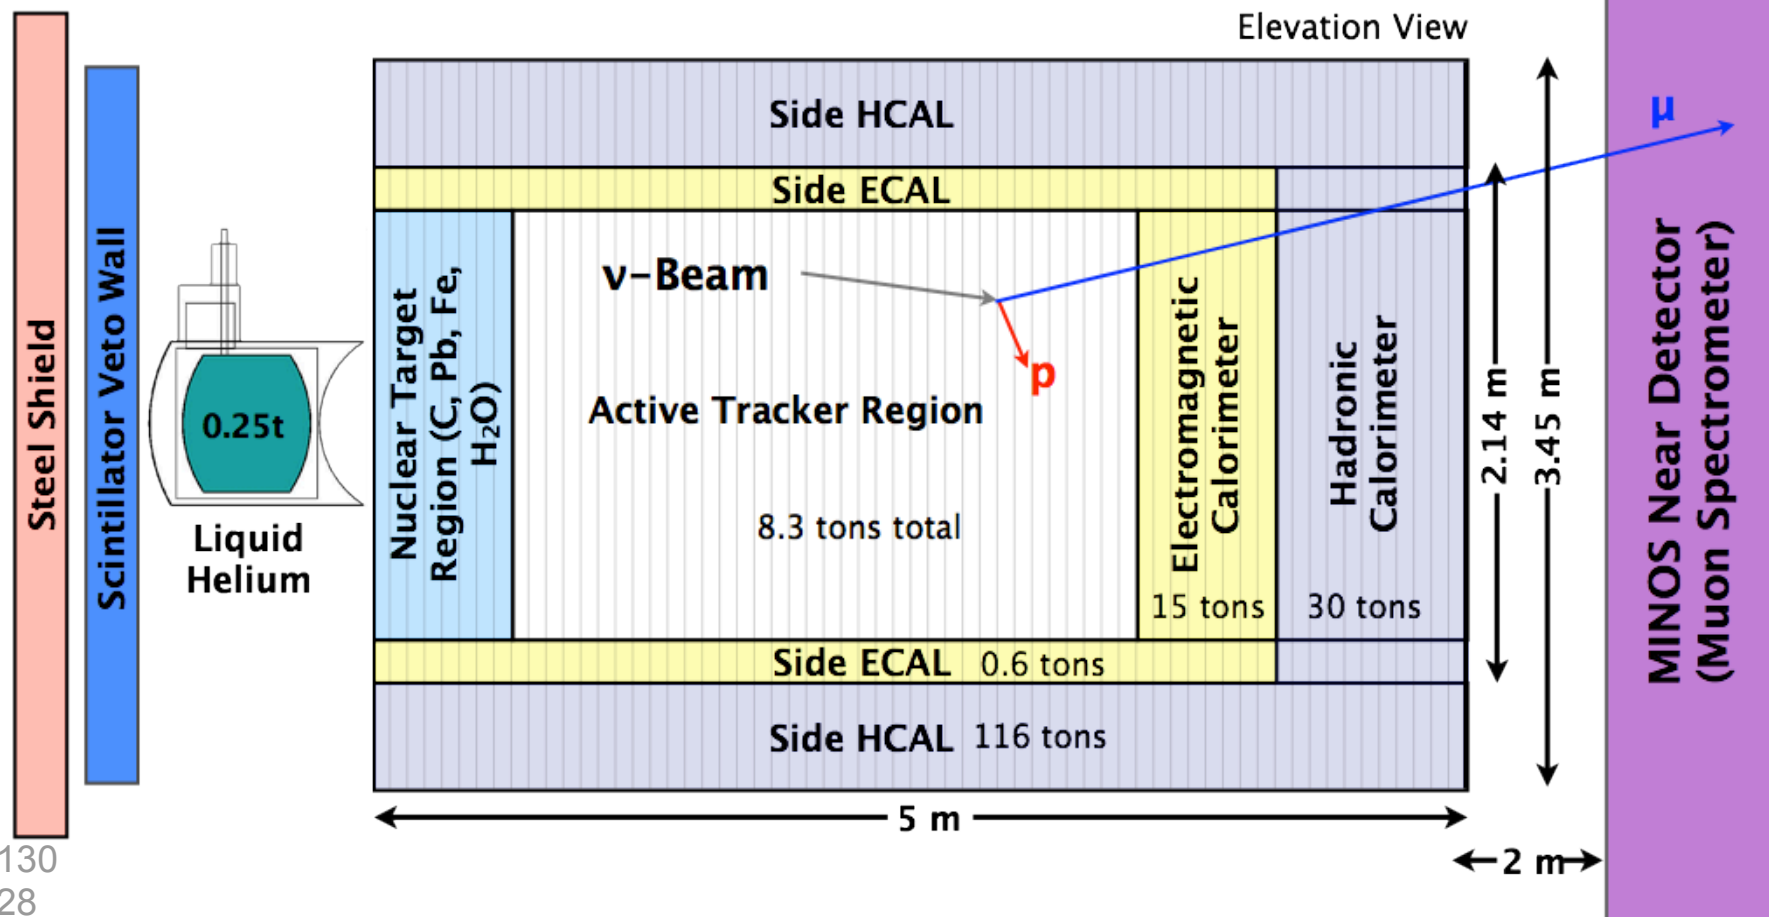 Elevation View
Steel Shield
Scintillator Veto Wall
0.25t
Liquid
Helium
Side HCAL
Side ECAL
Nuclear Target
Region (C, Pb, Fe,
H₂O)
ν-Beam
p
μ
Active Tracker Region
8.3 tons total
Electromagnetic
Calorimeter
15 tons
Hadronic
Calorimeter
30 tons
Side ECAL 0.6 tons
Side HCAL 116 tons
5 m
2 m
2.14 m
3.45 m
MINOS Near Detector
(Muon Spectrometer)
130
28